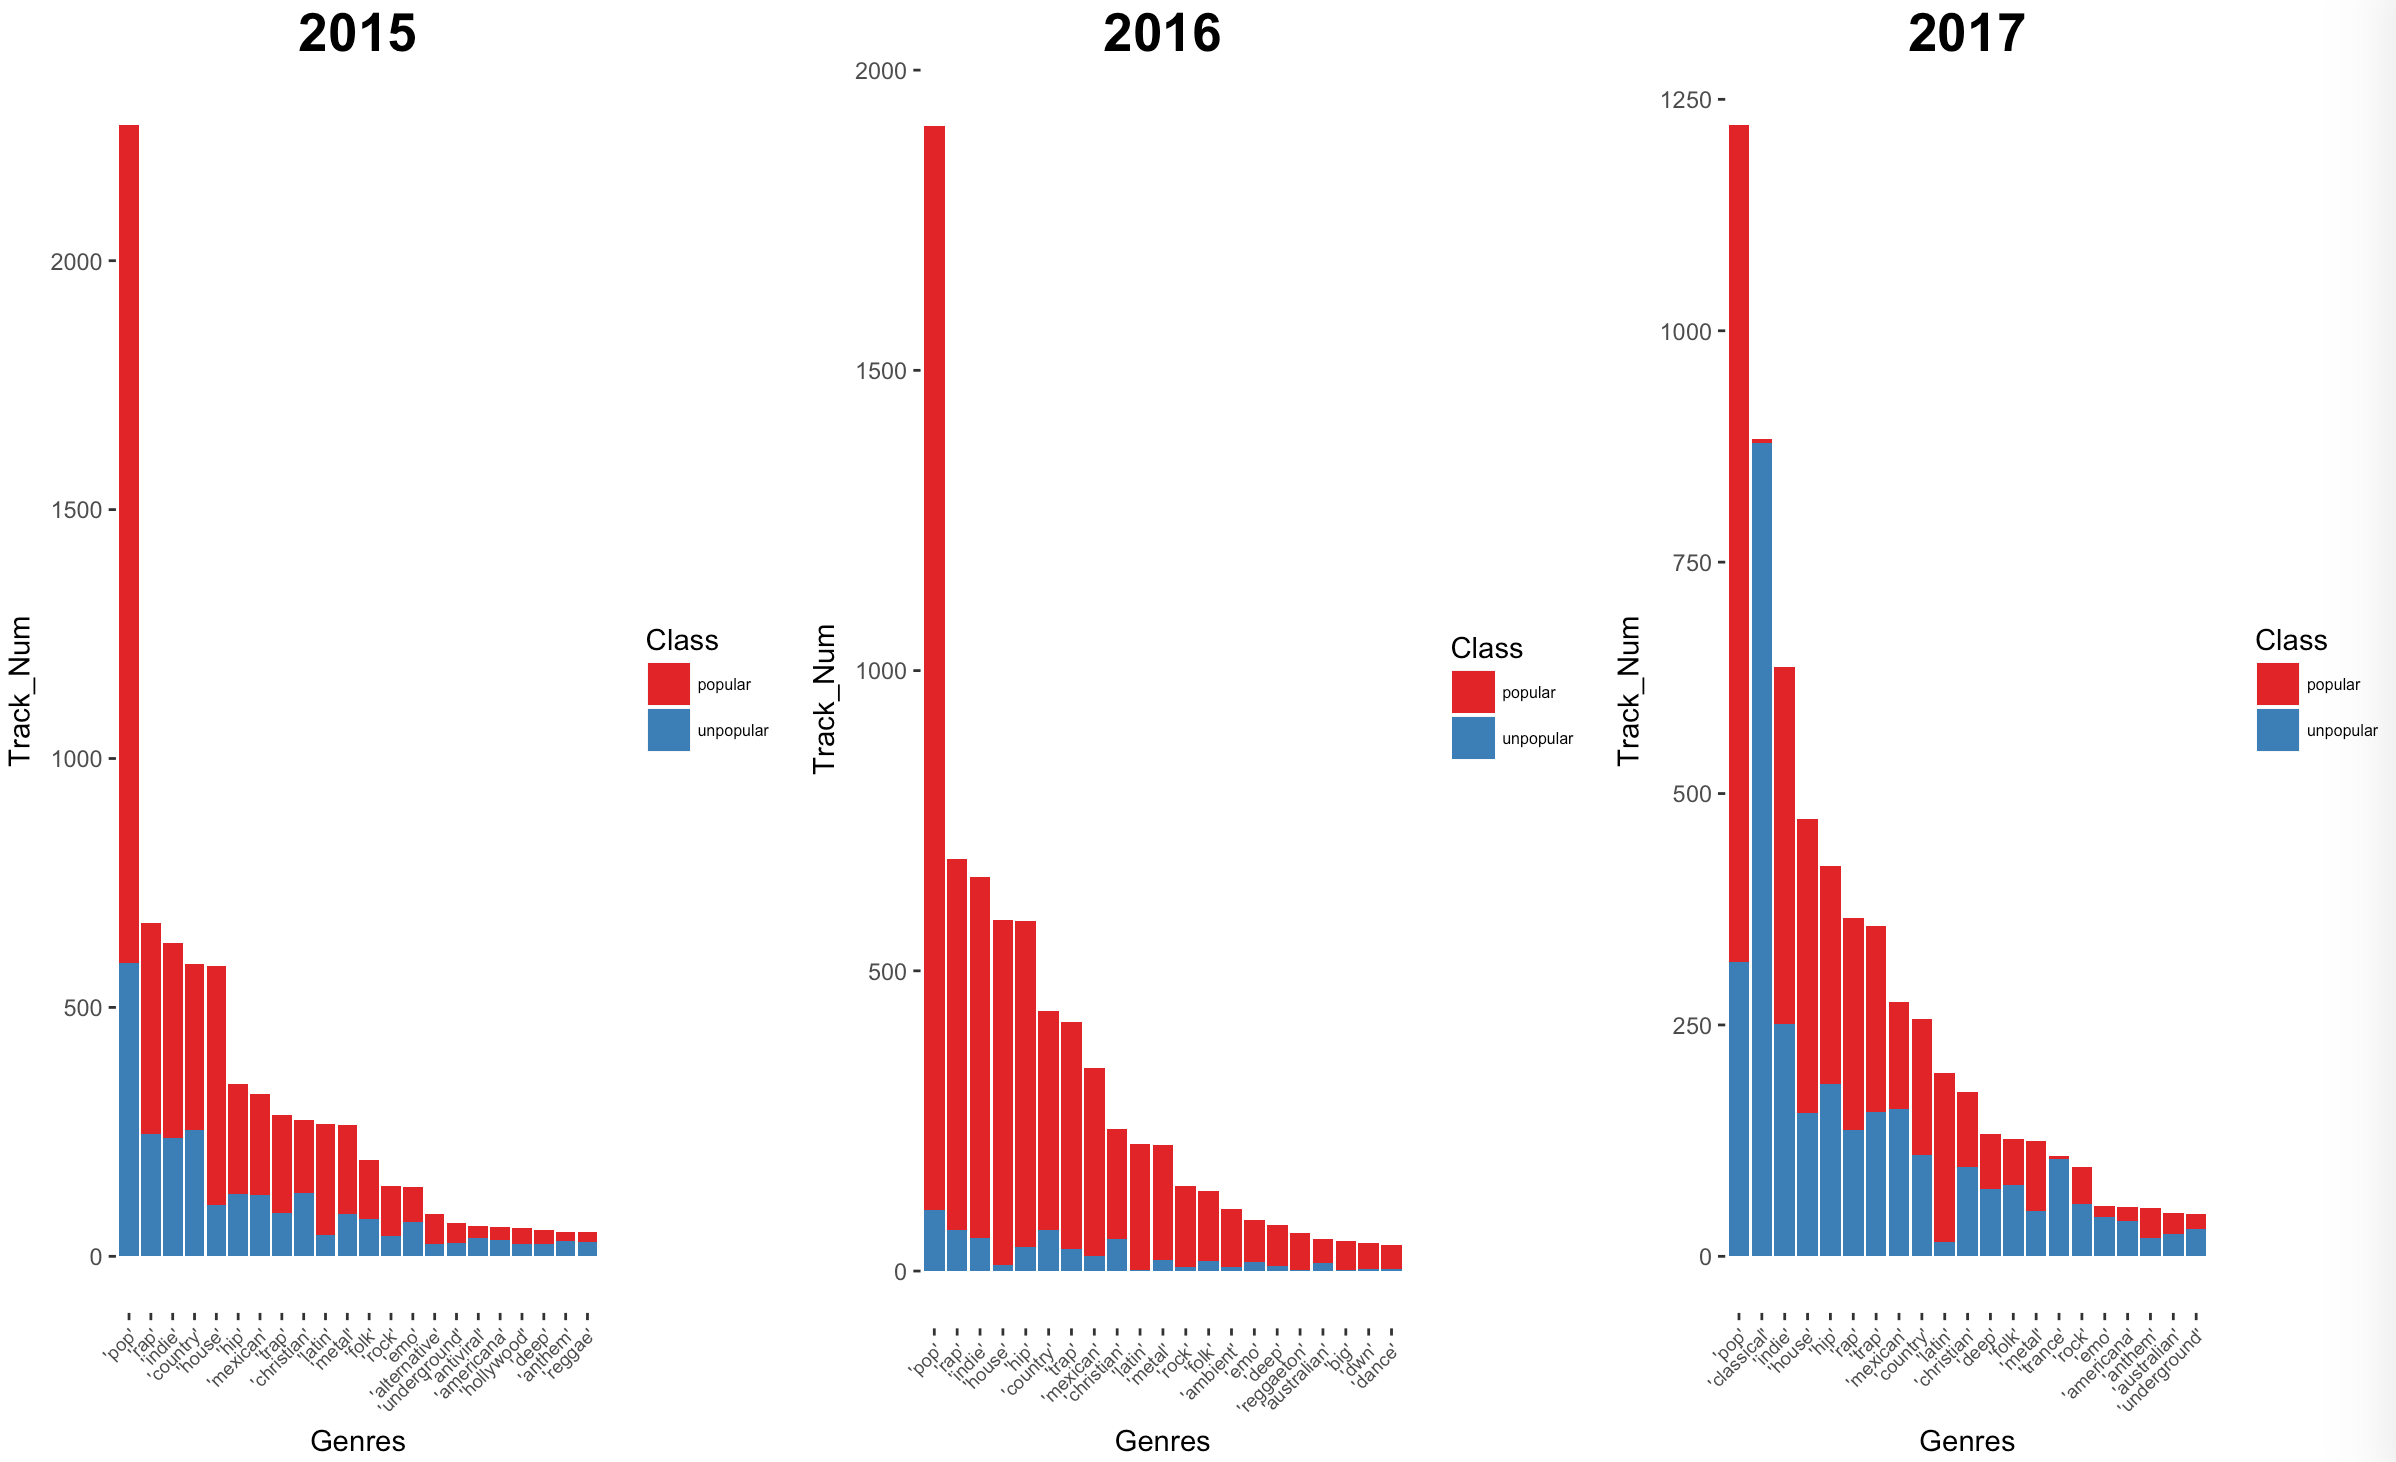 2015
2000
1500
1000
500
0
Track_Num
'pop'
'rap'
'indie'
'country'
'house'
'hip'
'mexican'
'trap'
'christian'
'latin'
'metal'
'folk'
'rock'
'emo'
'alternative'
'underground'
'antiviral'
'americana'
'hollywood'
'deep'
'anthem'
'reggae'
Genres
Class
popular
unpopular
2016
2000
1500
1000
500
0
Track_Num
'pop'
'rap'
'indie'
'house'
'hip'
'country'
'trap'
'mexican'
'christian'
'latin'
'metal'
'rock'
'folk'
'ambient'
'emo'
'deep'
'reggaeton'
'australian'
'big'
'dwn'
'dance'
Genres
Class
popular
unpopular
2017
1250
1000
750
500
250
0
Track_Num
'pop'
'classical'
'indie'
'house'
'hip'
'rap'
'trap'
'mexican'
'country'
'latin'
'christian'
'deep'
'folk'
'metal'
'trance'
'rock'
'emo'
'americana'
'anthem'
'australian'
'underground'
Genres
Class
popular
unpopular